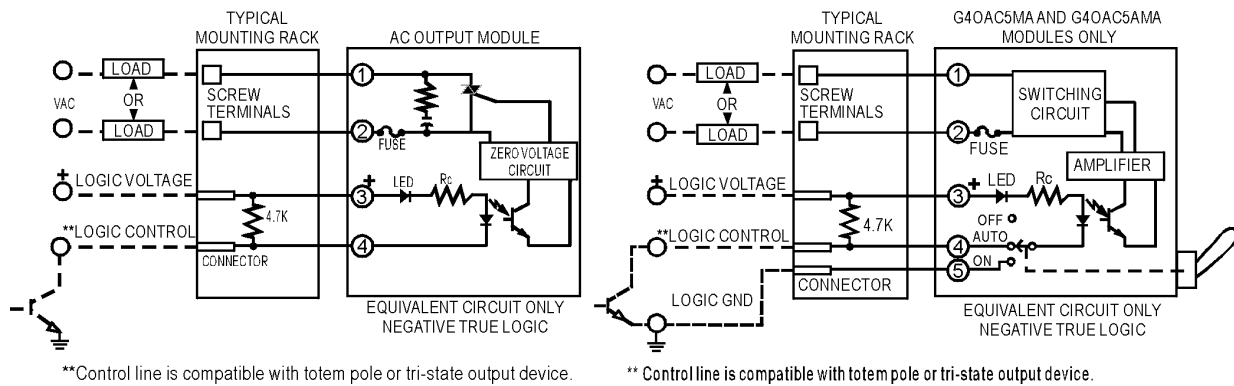 TYPICAL
MOUNTING RACK
AC OUTPUT MODULE
LOAD
OR
LOAD
VAC
SCREW
TERMINALS
1
2
FUSE
ZERO VOLTAGE
CIRCUIT
+
LOGIC VOLTAGE
4.7K
3
+
LED
Rc
**LOGIC CONTROL
4
CONNECTOR
EQUIVALENT CIRCUIT ONLY
NEGATIVE TRUE LOGIC
**Control line is compatible with totem pole or tri-state output device.
TYPICAL
MOUNTING RACK
G4OAC5MA AND G4OAC5AMA
MODULES ONLY
LOAD
OR
LOAD
VAC
SCREW
TERMINALS
1
2
FUSE
SWITCHING
CIRCUIT
AMPLIFIER
+
LOGIC VOLTAGE
4.7K
3
+
LED
Rc
OFF
**LOGIC CONTROL
4
AUTO
5
ON
CONNECTOR
LOGIC GND
EQUIVALENT CIRCUIT ONLY
NEGATIVE TRUE LOGIC
** Control line is compatible with totem pole or tri-state output device.